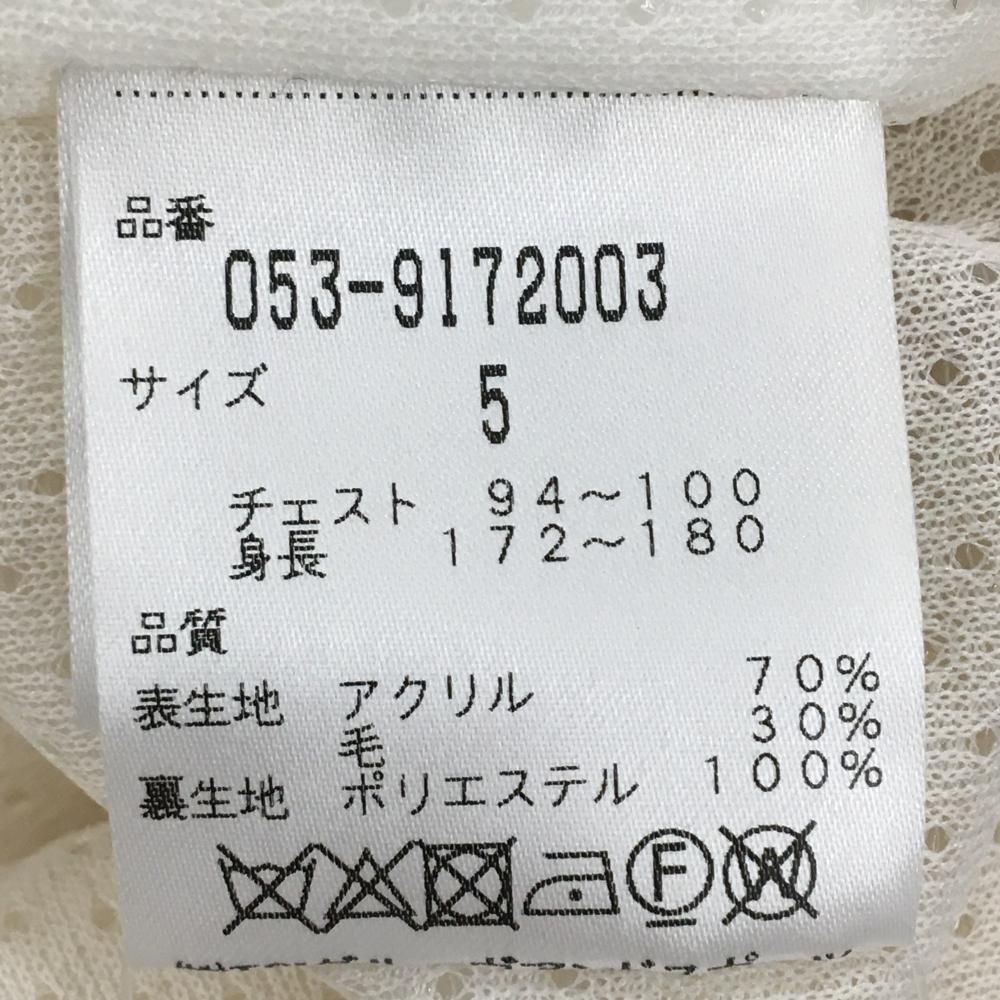 品番
053-9172003
サイズ 5
チェスト 94～100
身長 172～180
品質
表生地 アクリル 70%
毛 30%
裏生地 ポリエステル 100%
F W